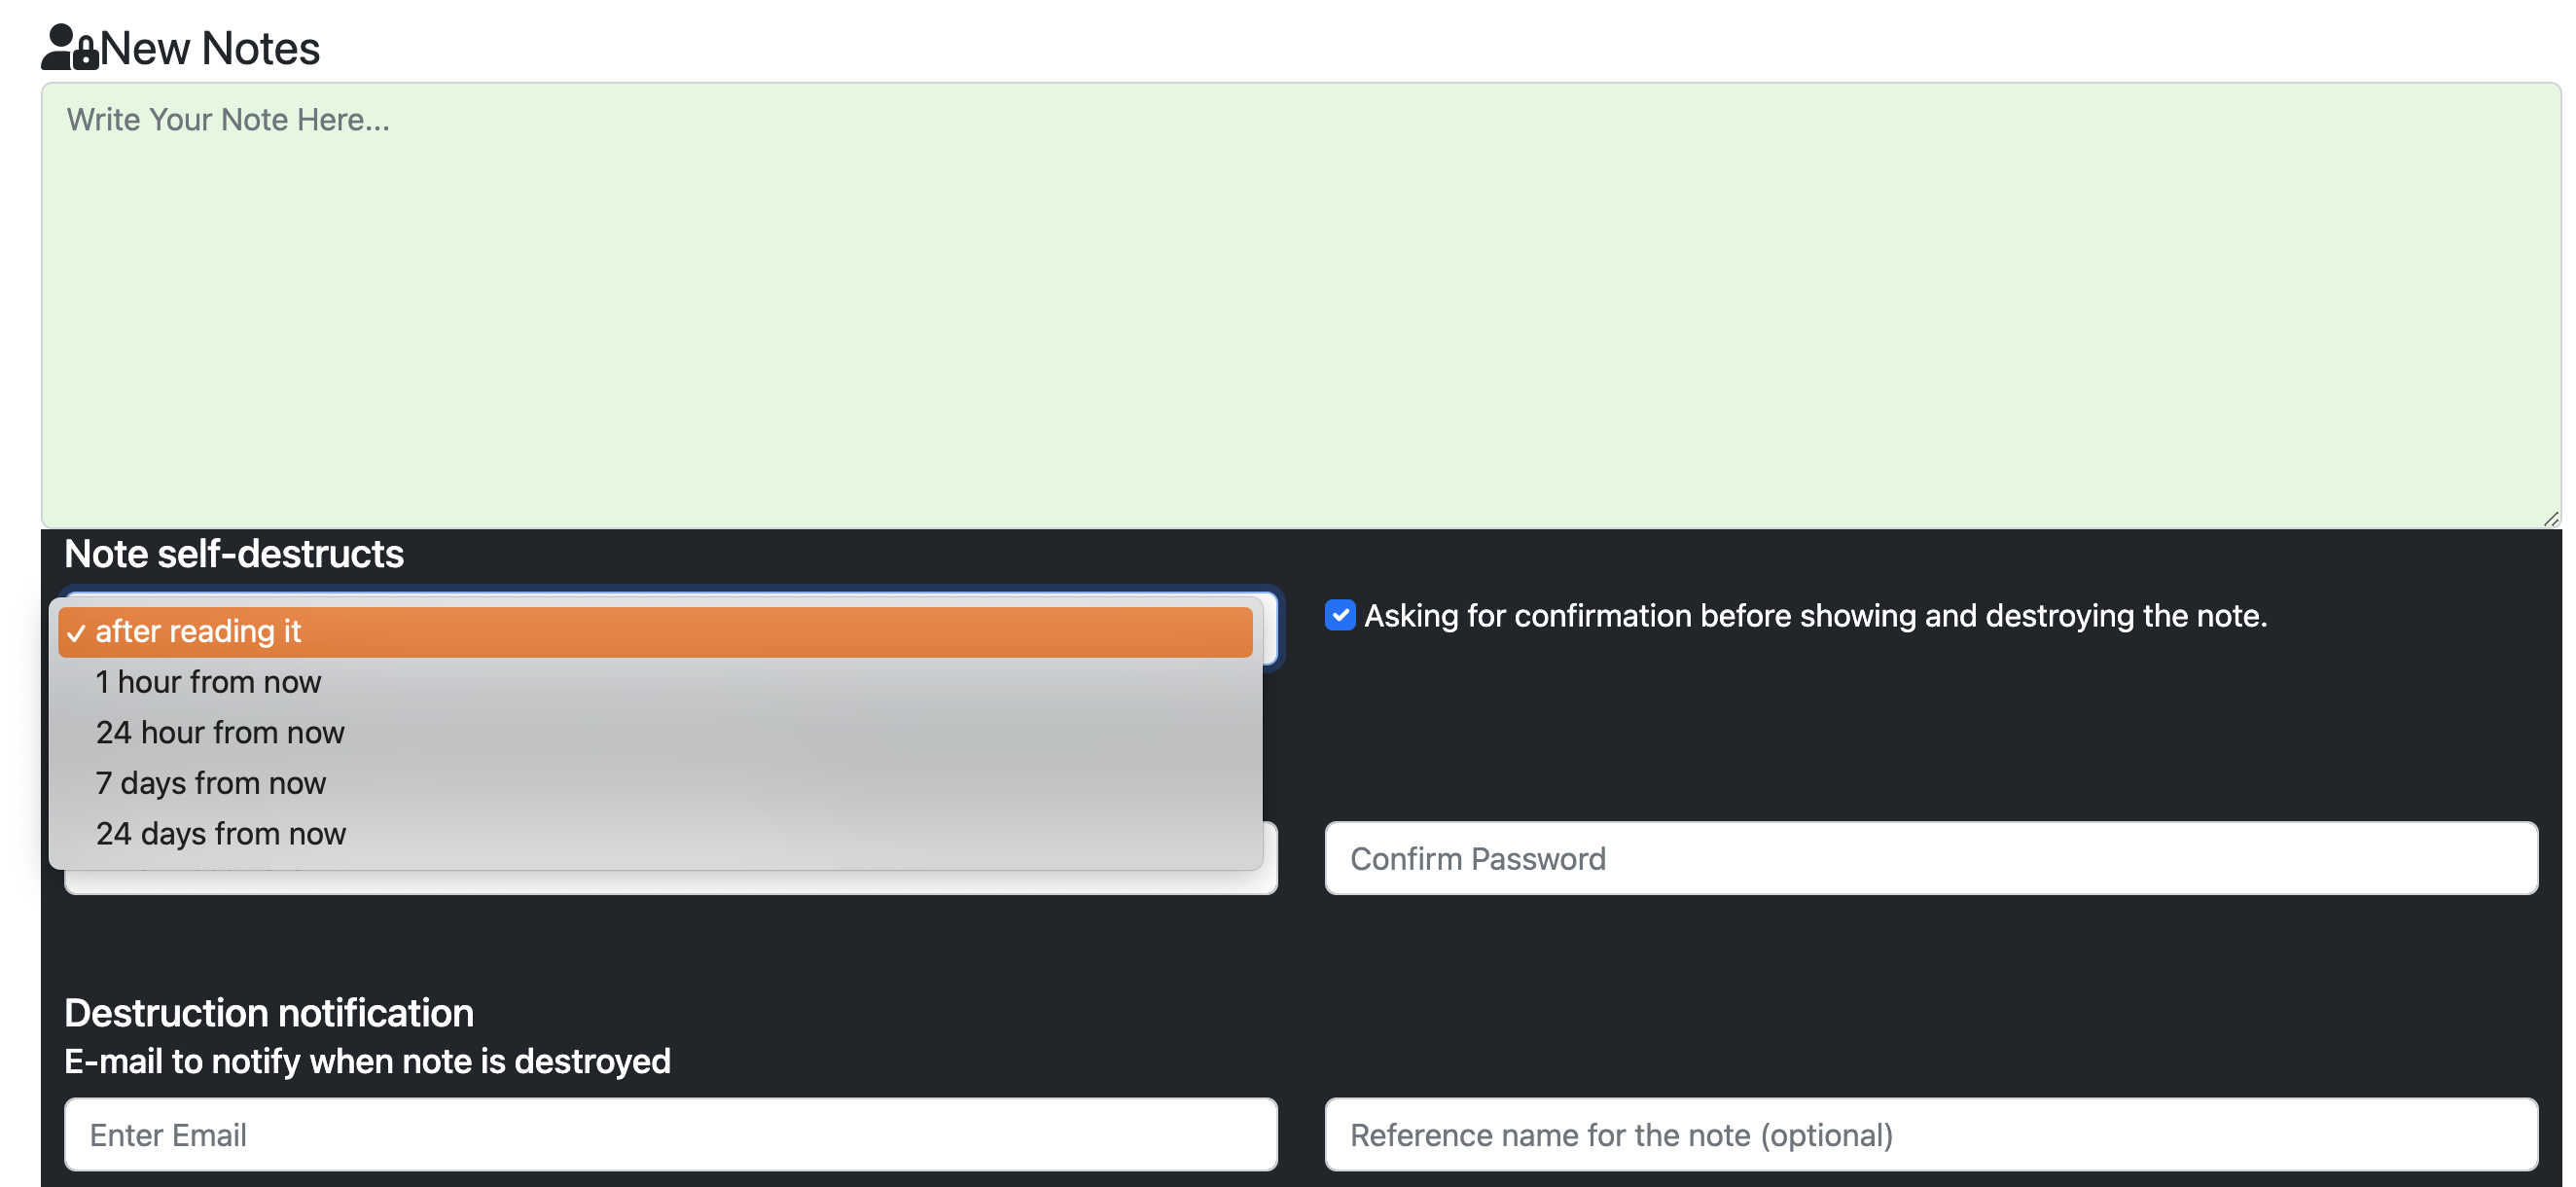 New Notes
Write Your Note Here...
Note self-destructs
after reading it
Asking for confirmation before showing and destroying the note.
1 hour from now
24 hour from now
7 days from now
24 days from now
Confirm Password
Destruction notification
E-mail to notify when note is destroyed
Enter Email
Reference name for the note (optional)